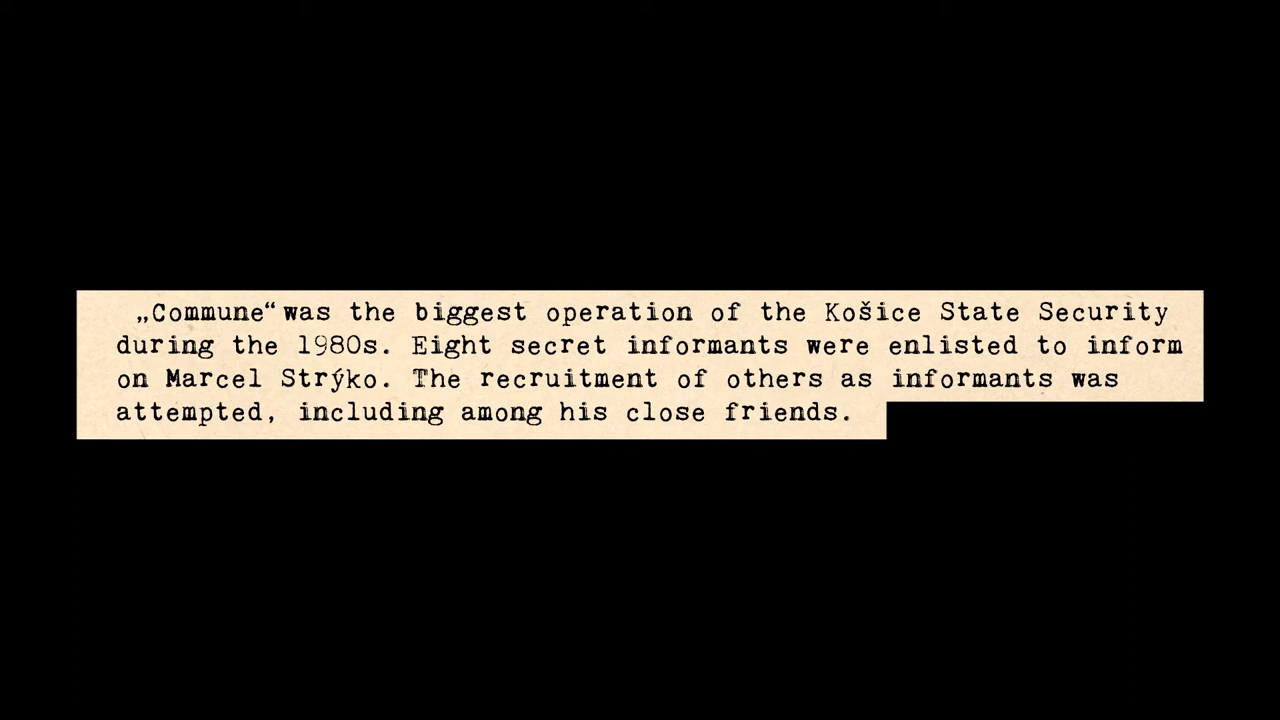 „Commune“ was the biggest operation of the Košice State Security
during the 1980s. Eight secret informants were enlisted to inform
on Marcel Strýko. The recruitment of others as informants was
attempted, including among his close friends.